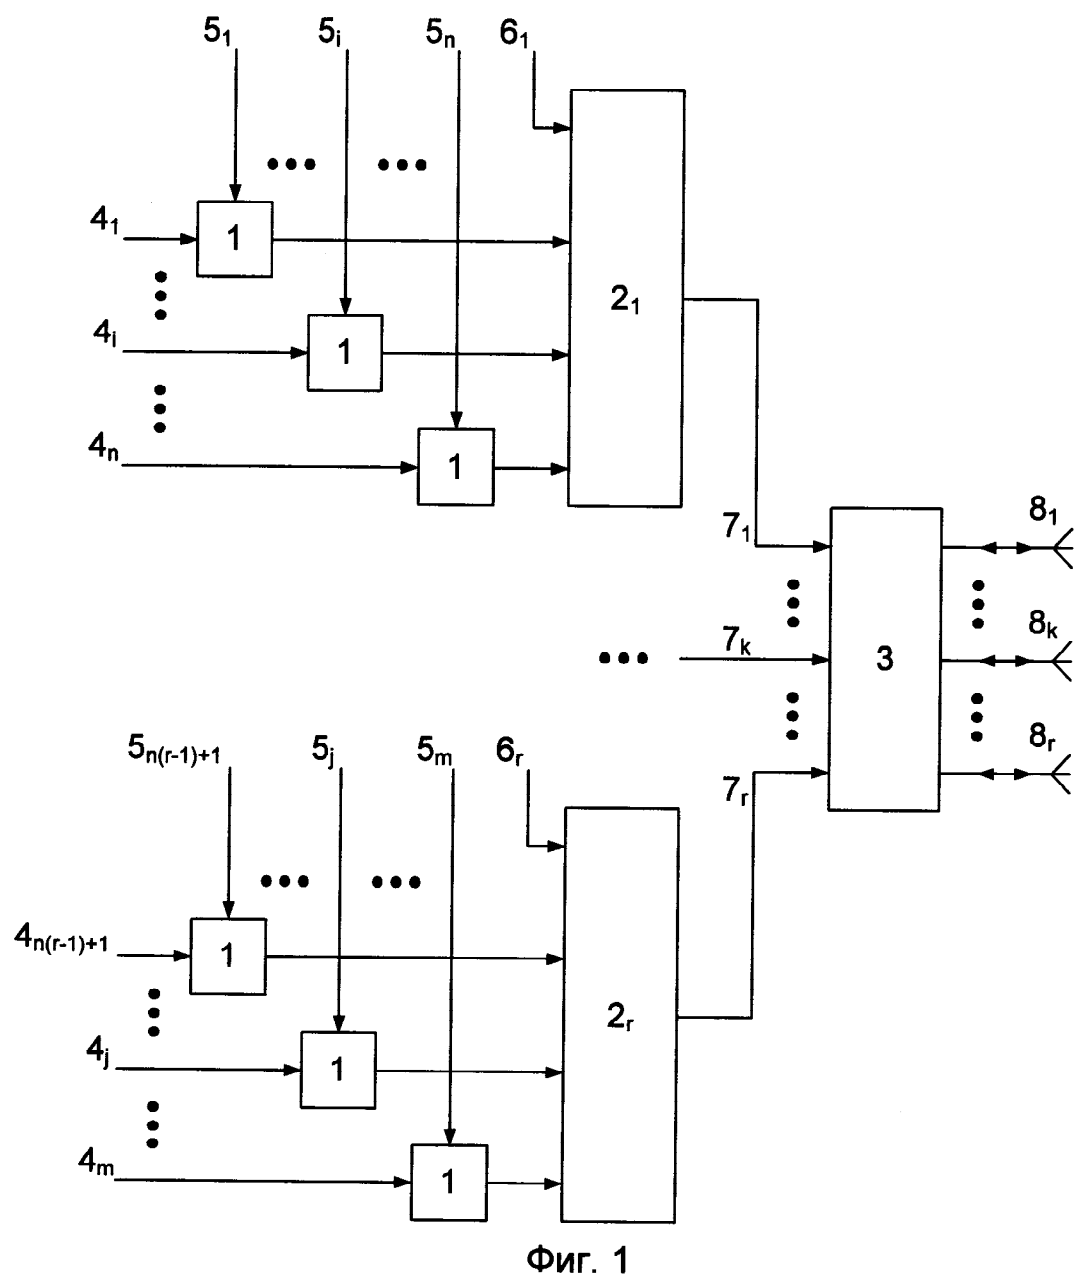 5₁ 5ᵢ 5ₙ 6₁
4₁ 1
2₁
4ᵢ 1
4ₙ 1
7₁ 8₁
7ₖ 3 8ₖ
5ₙ₍ᵣ₋₁₎₊₁ 5ⱼ 5ₘ 6ᵣ
7ᵣ 8ᵣ
4ₙ₍ᵣ₋₁₎₊₁ 1
2ᵣ
4ⱼ 1
4ₘ 1
Фиг. 1